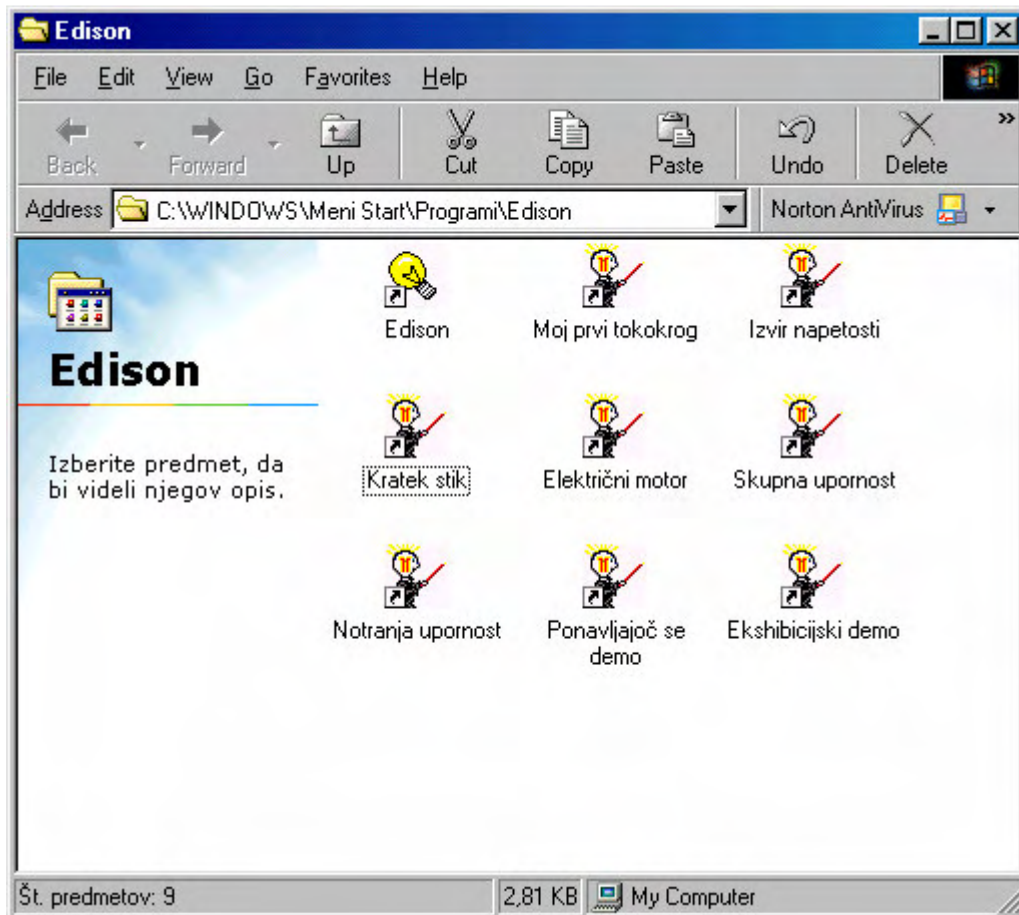 Edison
File Edit View Go Favorites Help
Back Forward Up Cut Copy Paste Undo Delete »
Address C:\WINDOWS\Meni Start\Programi\Edison Norton AntiVirus
Edison
Izberite predmet, da
bi videli njegov opis.
Edison Moj prvi tokokrog Izvir napetosti
Kratek stik Električni motor Skupna upornost
Notranja upornost Ponavljajoč se Ekshibicijski demo
demo
Št. predmetov: 9 2,81 KB My Computer